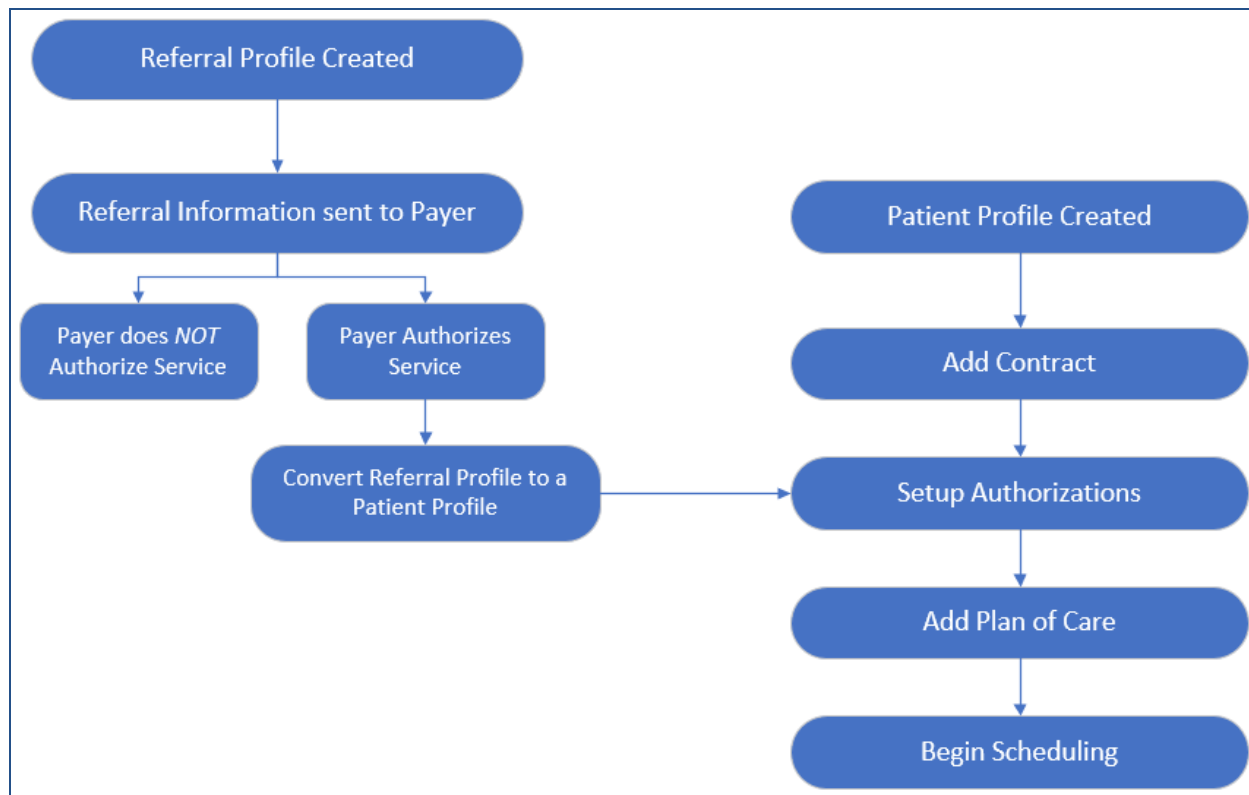 Referral Profile Created
Referral Information sent to Payer
Payer does NOT
Authorize Service
Payer Authorizes
Service
Convert Referral Profile to a
Patient Profile
Patient Profile Created
Add Contract
Setup Authorizations
Add Plan of Care
Begin Scheduling